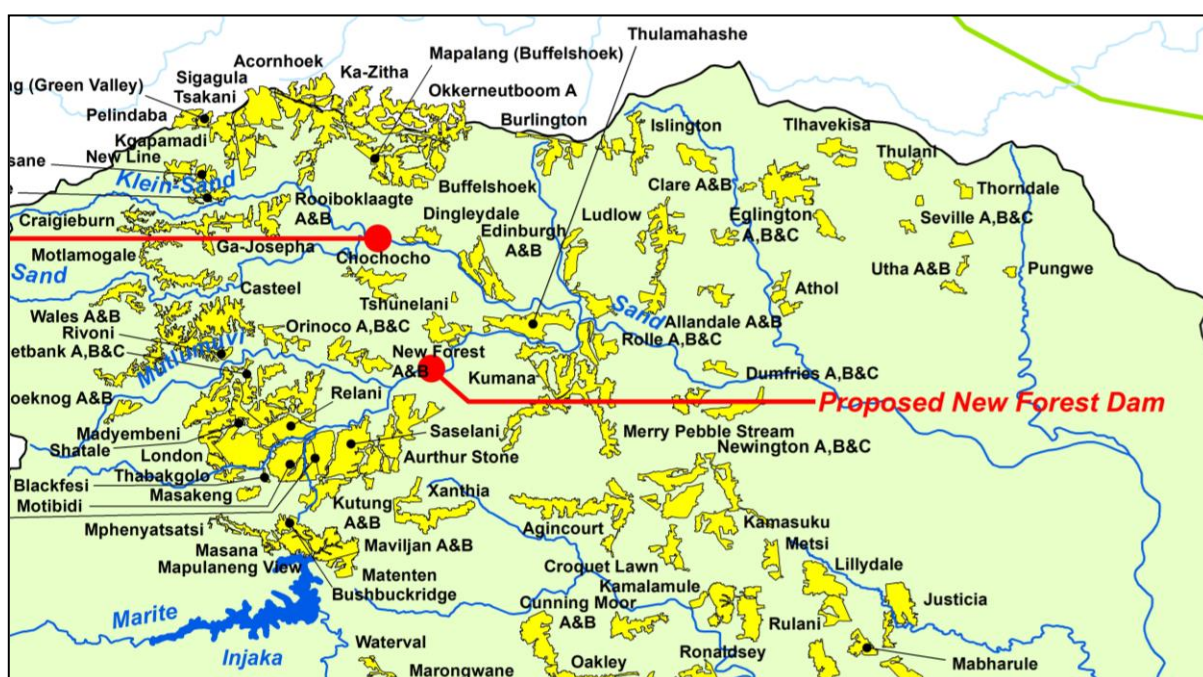 Thulamahashe
Mapalang (Buffelshoek)
Acornhoek
Ka-Zitha
Sigagula
Tsakani
ng (Green Valley)
Okkerneutboom A
Pelindaba
Burlington
Islington
Tlhavekisa
Kgapamadi
New Line
sane
Thulani
Klein-Sand
Buffelshoek
Clare A&B
Thorndale
e
Rooiboklaagte
A&B
Craigieburn
Dingleydale
Edinburgh
A&B
Ludlow
Eglington
A,B&C
Seville A,B&C
Ga-Josepha
Motlamogale
Chochocho
Utha A&B
Pungwe
Sand
Casteel
Tshunelani
Athol
Wales A&B
Rivoni
Orinoco A,B&C
Sand
Allandale A&B
etbank A,B&C
Mutlumuvi
New Forest
A&B
Rolle A,B&C
Kumana
Dumfries A,B&C
oeknog A&B
Relani
Proposed New Forest Dam
Madyembeni
Shatale
Saselani
Merry Pebble Stream
London
Aurthur Stone
Newington A,B&C
Thabakgolo
Blackfesi
Masakeng
Motibidi
Xanthia
Kutung
A&B
Mphenyatsatsi
Agincourt
Kamasuku
Masana
Maviljan A&B
Metsi
Mapulaneng View
Croquet Lawn
Lillydale
Matenten
Kamalamule
Bushbuckridge
Cunning Moor
A&B
Justicia
Marite
Rulani
Injaka
Waterval
Ronaldsey
Mabharule
Marongwane
Oakley